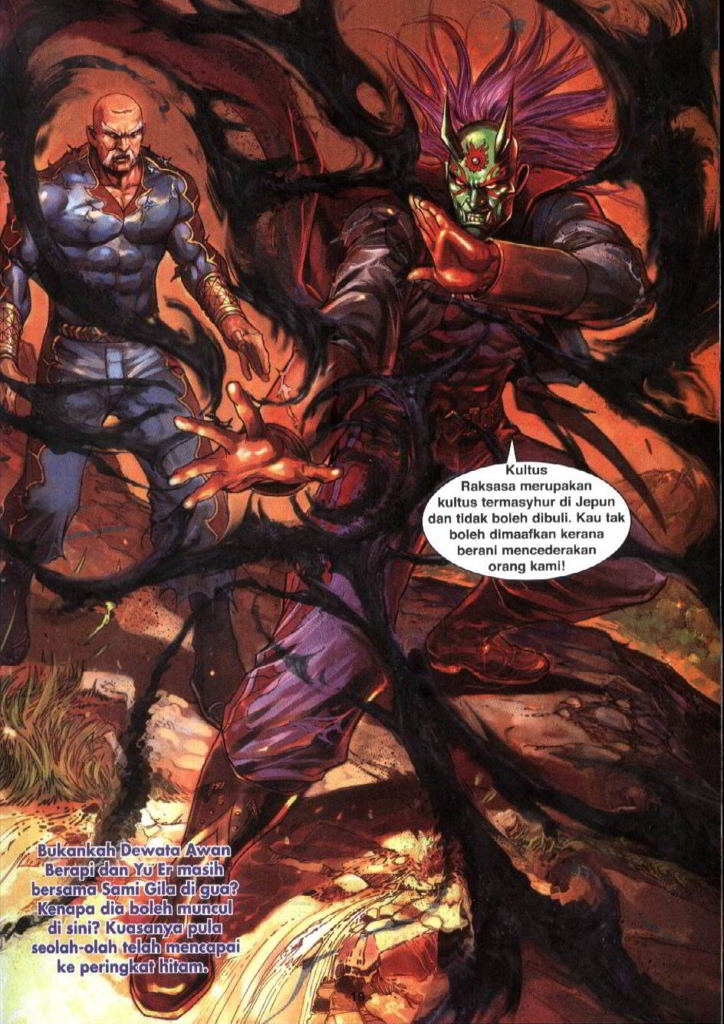 Kultus
Raksasa merupakan
kultus termasyhur di Jepun
dan tidak boleh dibuli. Kau tak
boleh dimaafkan kerana
berani mencederakan
orang kami!
Bukankah Dewata Awan
Berapi dan Yu Er masih
bersama Sami Gila di gua?
Kenapa dia boleh muncul
di sini? Kuasanya pula
seolah-olah telah mencapai
ke peringkat hitam.
19